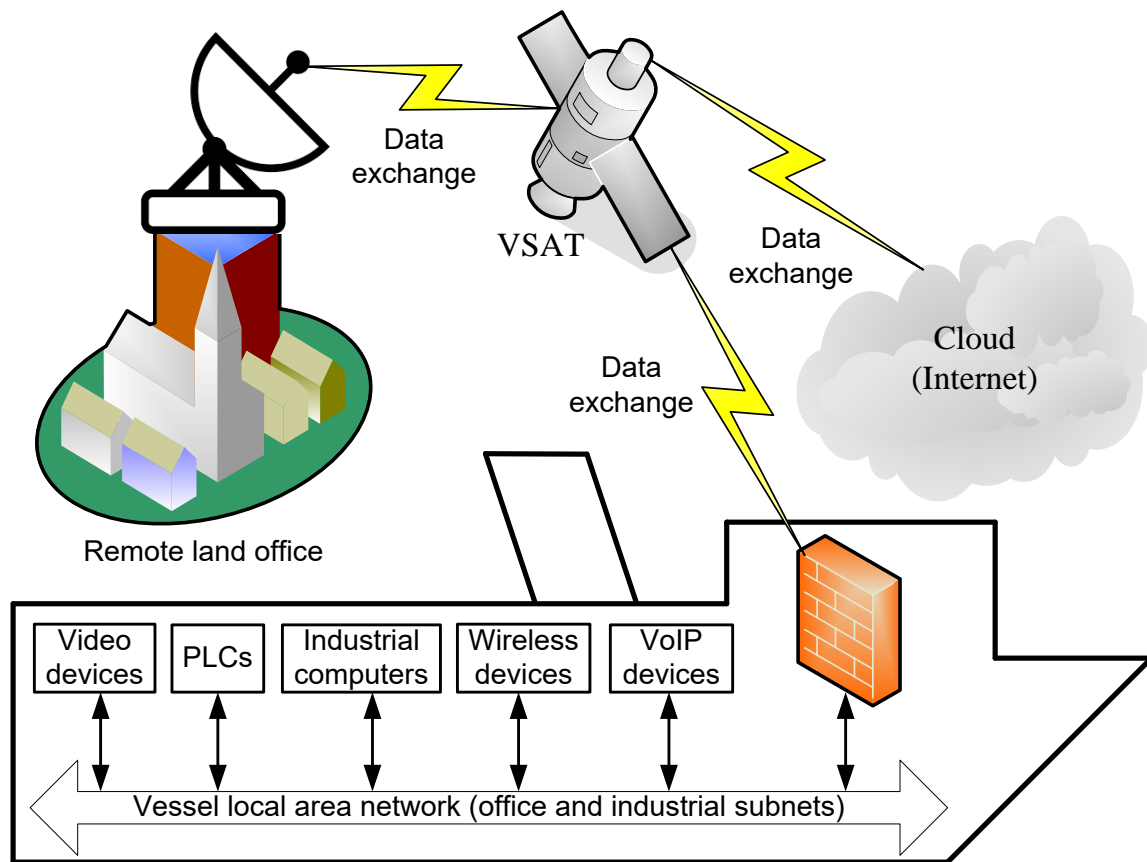 Data
exchange
VSAT
Data
exchange
Cloud
(Internet)
Data
exchange
Remote land office
Video
devices
PLCs
Industrial
computers
Wireless
devices
VoIP
devices
Vessel local area network (office and industrial subnets)